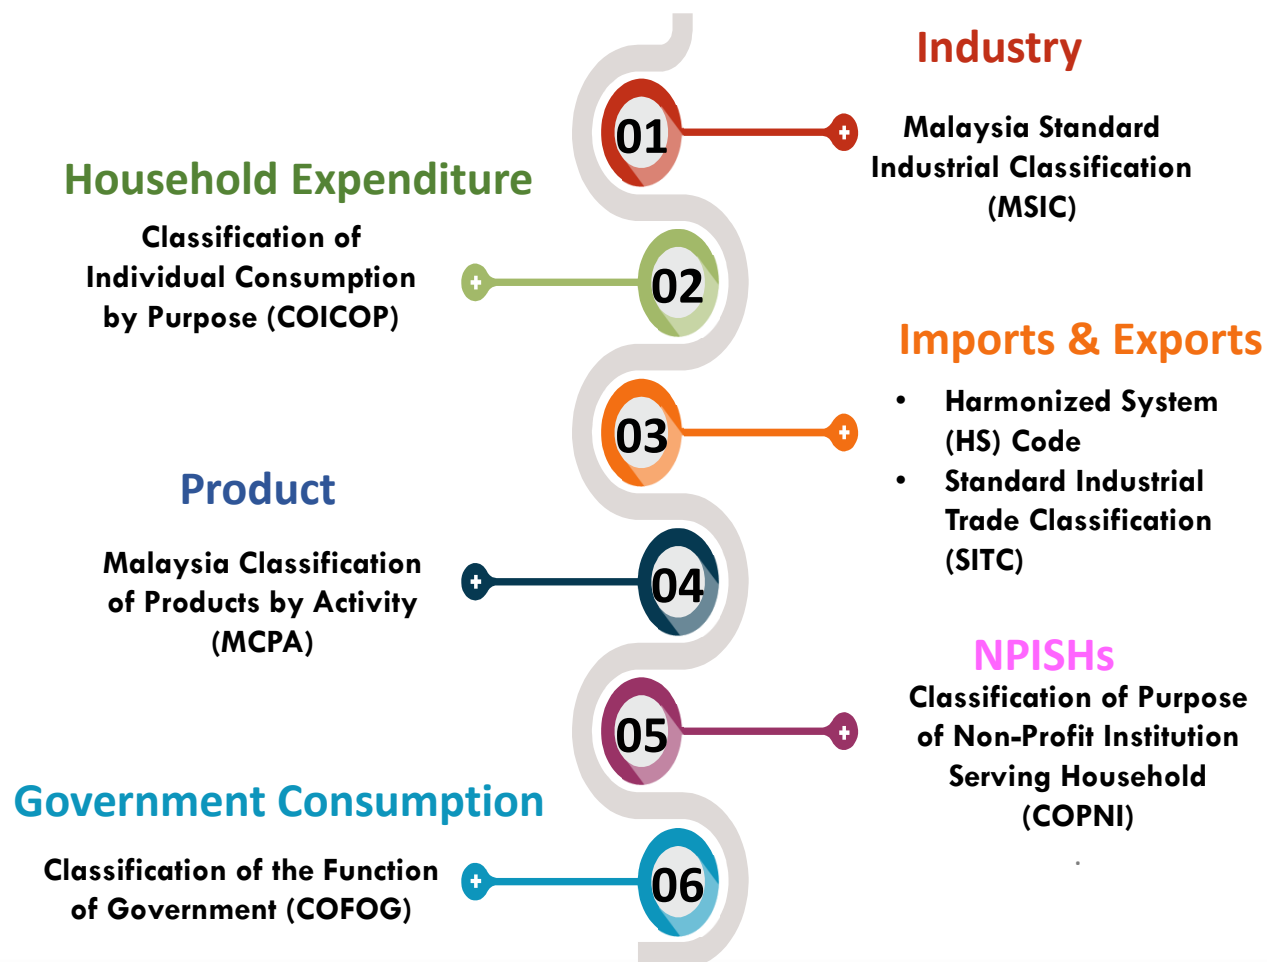 01
Industry
Malaysia Standard
Industrial Classification
(MSIC)
02
Household Expenditure
Classification of
Individual Consumption
by Purpose (COICOP)
03
Imports & Exports
• Harmonized System
(HS) Code
• Standard Industrial
Trade Classification
(SITC)
04
Product
Malaysia Classification
of Products by Activity
(MCPA)
05
NPISHs
Classification of Purpose
of Non-Profit Institution
Serving Household
(COPNI)
.
06
Government Consumption
Classification of the Function
of Government (COFOG)